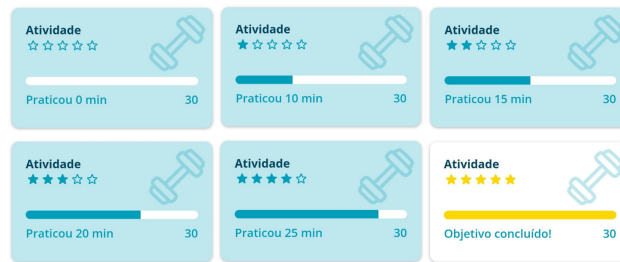 Atividade
Praticou 0 min 30
Atividade
Praticou 10 min 30
Atividade
Praticou 15 min 30
Atividade
Praticou 20 min 30
Atividade
Praticou 25 min 30
Atividade
Objetivo concluído! 30